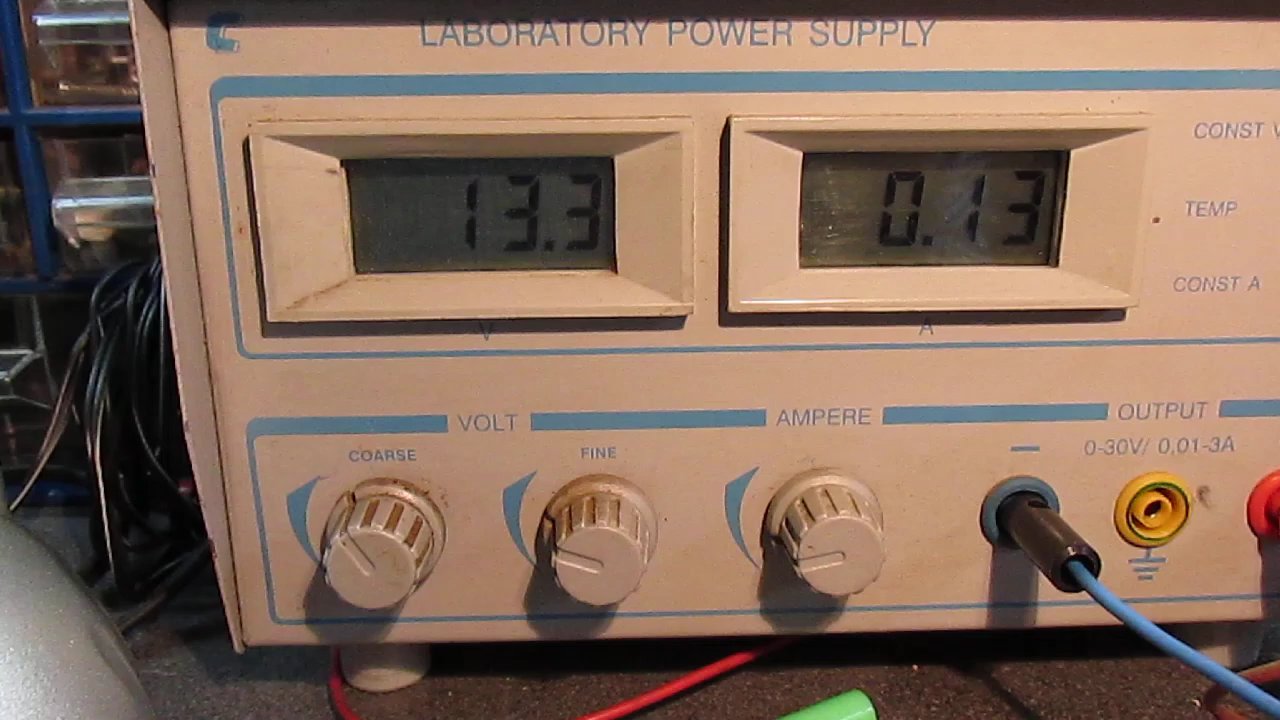 LABORATORY POWER SUPPLY
13.3
0.13
CONST V
TEMP
CONST A
V
A
VOLT
AMPERE
OUTPUT
COARSE
FINE
—
0-30V/ 0,01-3A